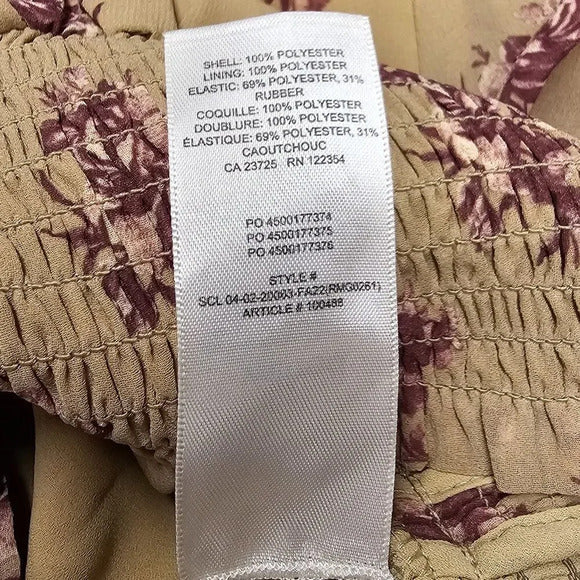 SHELL: 100% POLYESTER
LINING: 100% POLYESTER
ELASTIC: 69% POLYESTER, 31%
RUBBER
COQUILLE: 100% POLYESTER
DOUBLURE: 100% POLYESTER
ÉLASTIQUE: 69% POLYESTER, 31%
CAOUTCHOUC
CA 23725 RN 122354
PO 4500177374
PO 4500177375
PO 4500177376
STYLE #
SCL 04-02-20003-FA22(RMG0261)
ARTICLE # 100488